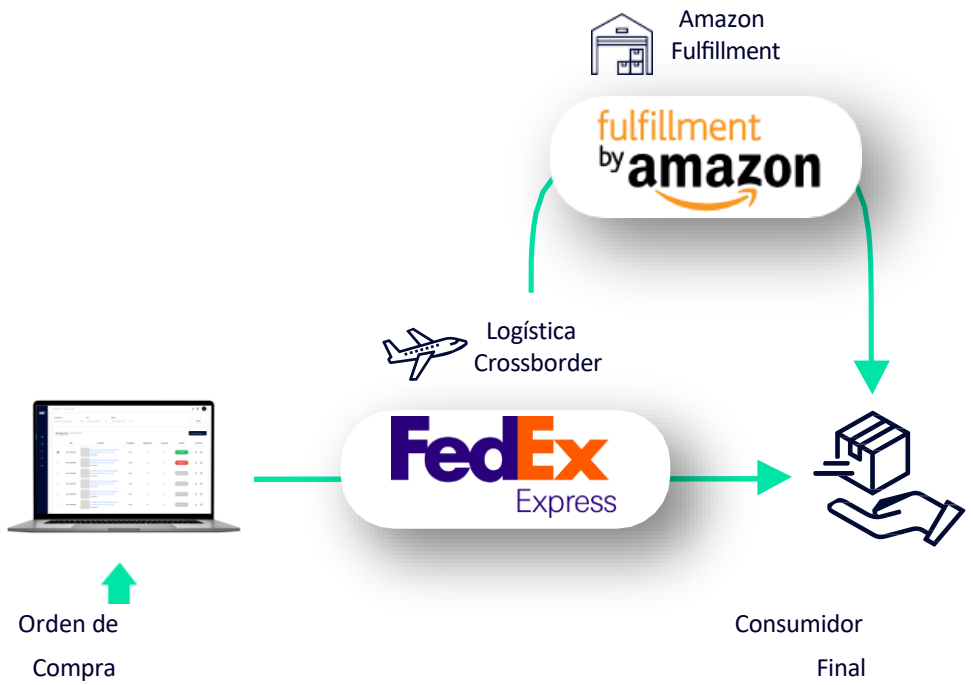 Amazon
Fulfillment
fulfillment
by amazon
Logística
Crossborder
FedEx
Express
Orden de
Compra
Consumidor
Final